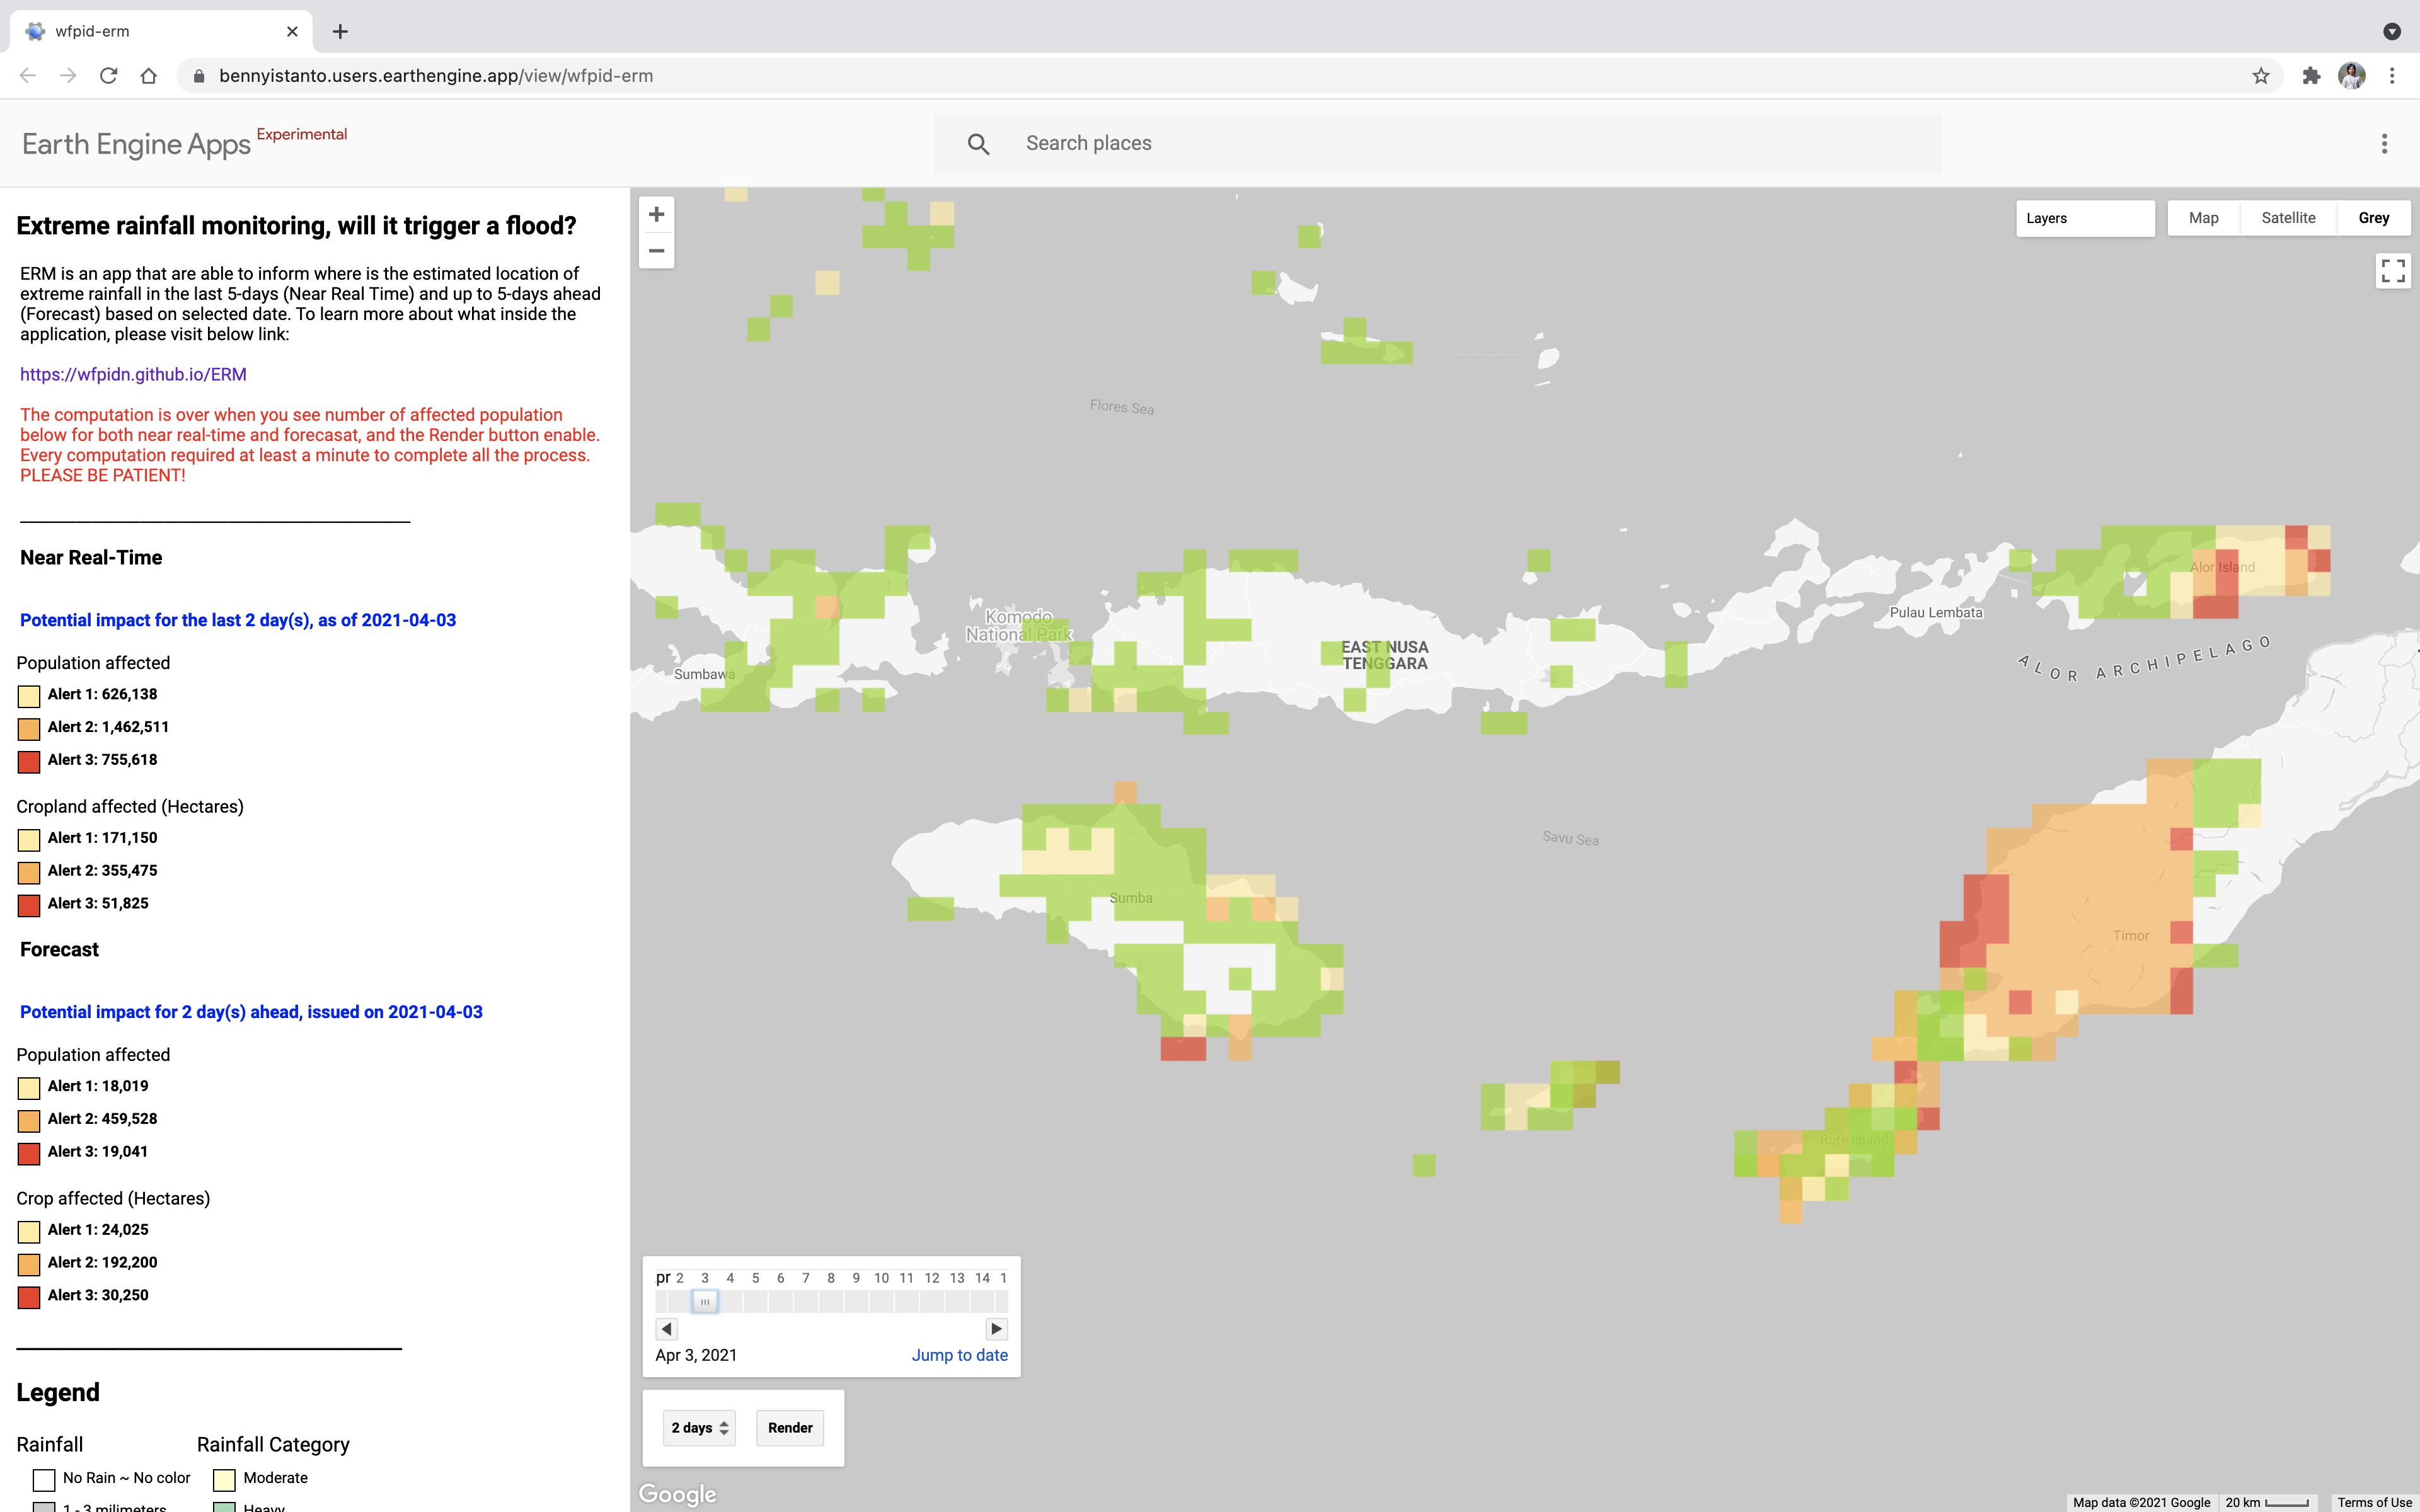 wfpid-erm
bennyistanto.users.earthengine.app/view/wfpid-erm
Earth Engine Apps Experimental
Search places
Extreme rainfall monitoring, will it trigger a flood?
ERM is an app that are able to inform where is the estimated location of
extreme rainfall in the last 5-days (Near Real Time) and up to 5-days ahead
(Forecast) based on selected date. To learn more about what inside the
application, please visit below link:
https://wfpidn.github.io/ERM
The computation is over when you see number of affected population
below for both near real-time and forecasat, and the Render button enable.
Every computation required at least a minute to complete all the process.
PLEASE BE PATIENT!
Near Real-Time
Potential impact for the last 2 day(s), as of 2021-04-03
Population affected
Alert 1: 626,138
Alert 2: 1,462,511
Alert 3: 755,618
Cropland affected (Hectares)
Alert 1: 171,150
Alert 2: 355,475
Alert 3: 51,825
Forecast
Potential impact for 2 day(s) ahead, issued on 2021-04-03
Population affected
Alert 1: 18,019
Alert 2: 459,528
Alert 3: 19,041
Crop affected (Hectares)
Alert 1: 24,025
Alert 2: 192,200
Alert 3: 30,250
Legend
Rainfall Rainfall Category
No Rain ~ No color Moderate
1 - 3 milimeters Heavy
Layers
Map Satellite Grey
Flores Sea
Komodo
National Park
Sumbawa
EAST NUSA
TENGGARA
Pulau Lembata
Alor Island
ALOR ARCHIPELAGO
Savu Sea
Sumba
Timor
Rote Island
pr 2 3 4 5 6 7 8 9 10 11 12 13 14 1
Apr 3, 2021 Jump to date
2 days Render
Google
Map data ©2021 Google 20 km Terms of Use